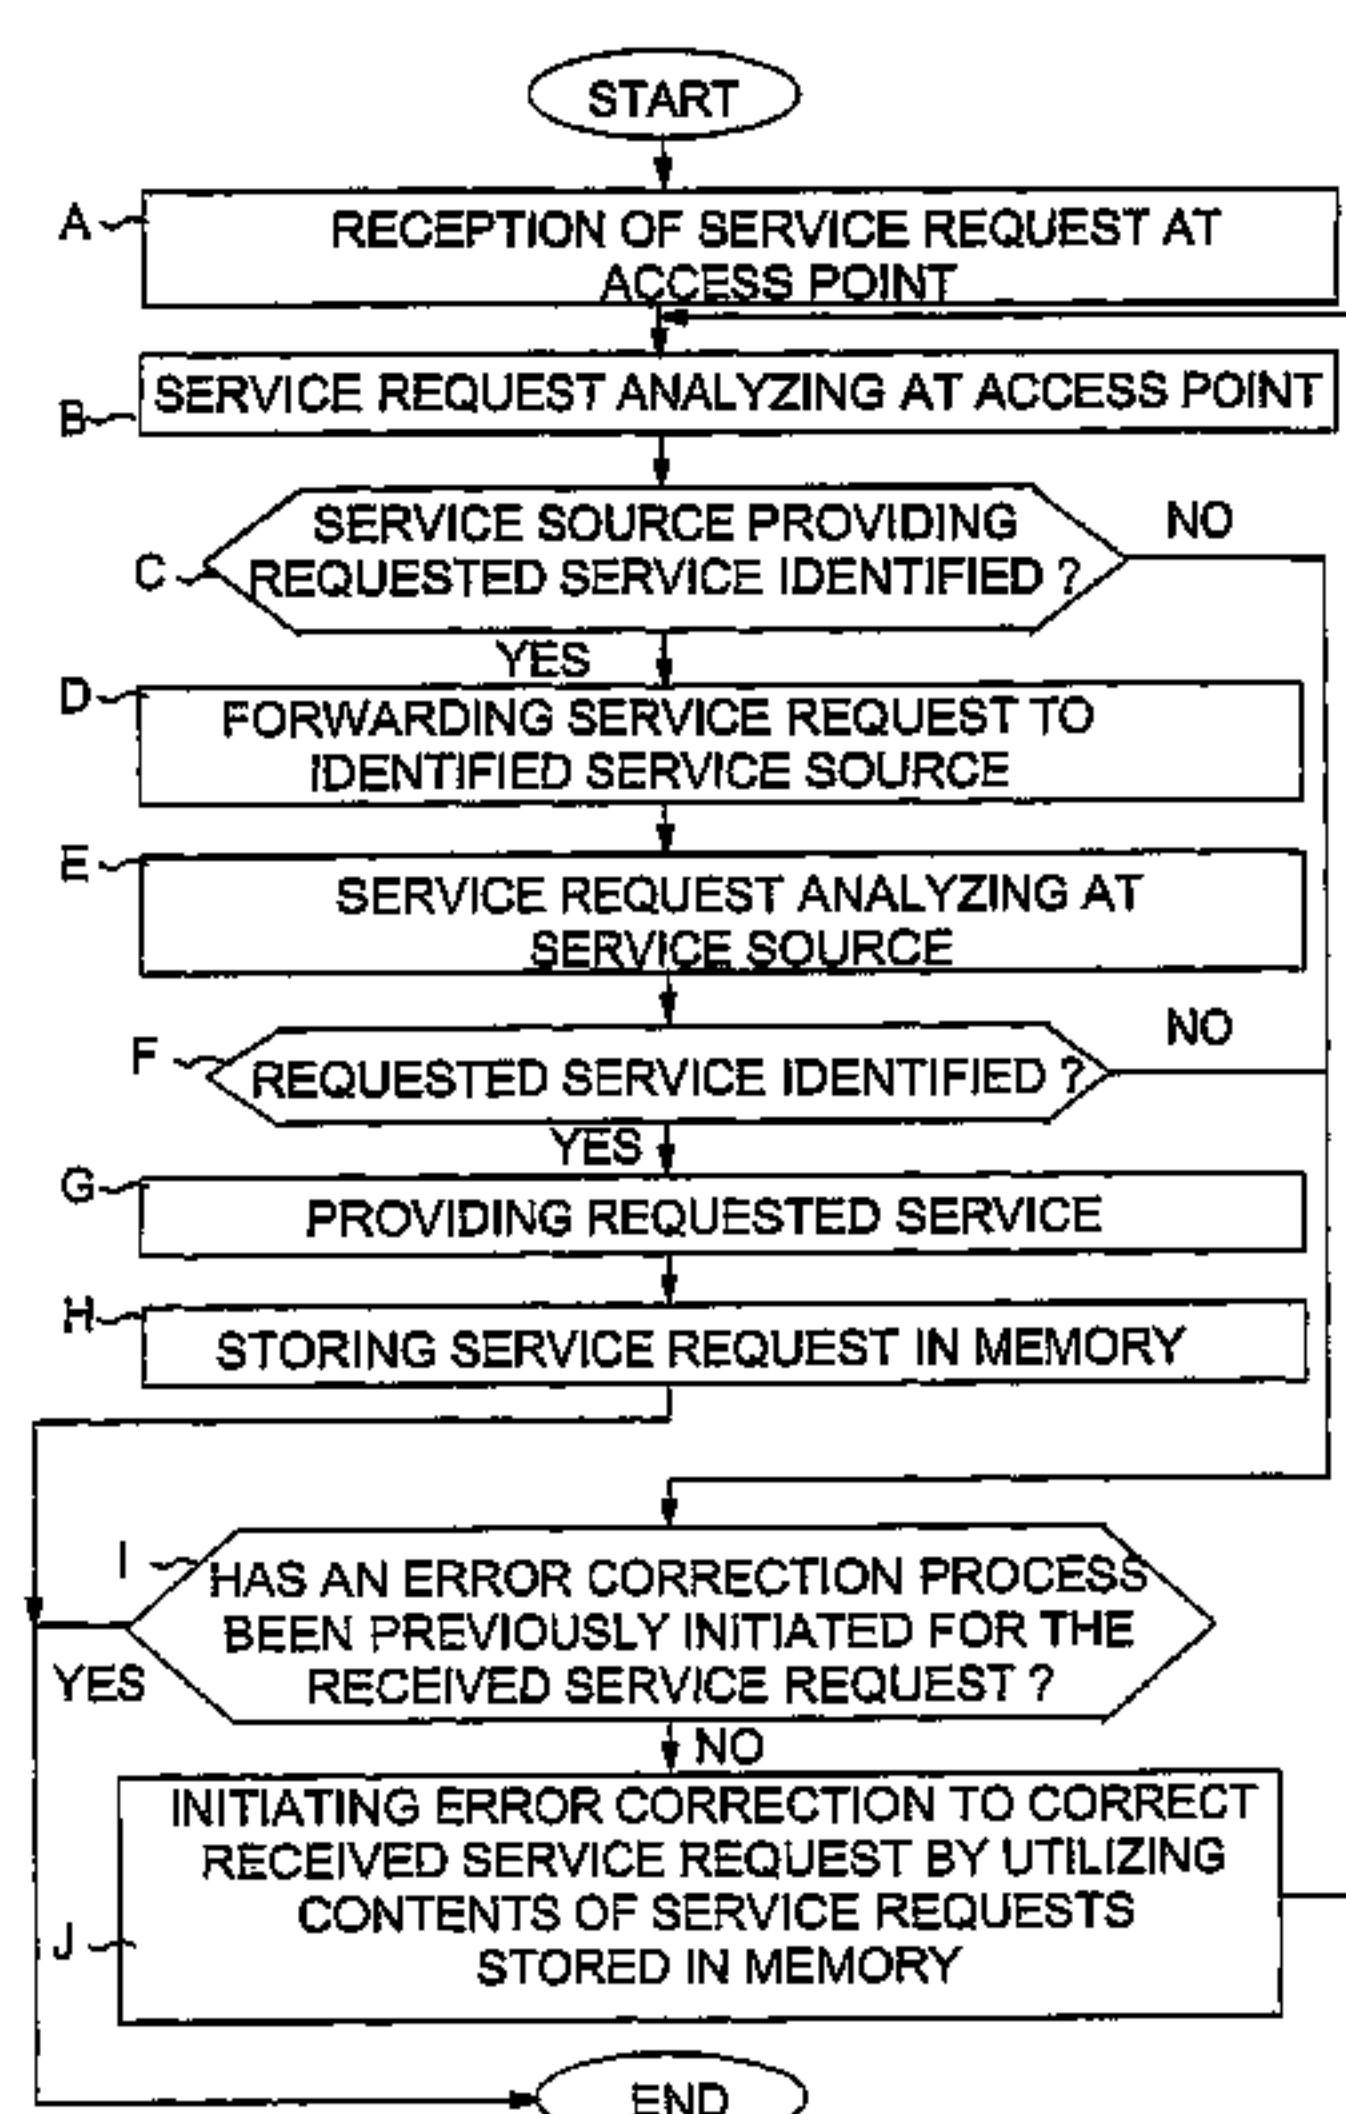 START
A
RECEPTION OF SERVICE REQUEST AT
ACCESS POINT
B
SERVICE REQUEST ANALYZING AT ACCESS POINT
C
SERVICE SOURCE PROVIDING
REQUESTED SERVICE IDENTIFIED ?
NO
YES
D
FORWARDING SERVICE REQUEST TO
IDENTIFIED SERVICE SOURCE
E
SERVICE REQUEST ANALYZING AT
SERVICE SOURCE
F
REQUESTED SERVICE IDENTIFIED ?
NO
YES
G
PROVIDING REQUESTED SERVICE
H
STORING SERVICE REQUEST IN MEMORY
I
HAS AN ERROR CORRECTION PROCESS
BEEN PREVIOUSLY INITIATED FOR THE
RECEIVED SERVICE REQUEST ?
YES
NO
INITIATING ERROR CORRECTION TO CORRECT
RECEIVED SERVICE REQUEST BY UTILIZING
CONTENTS OF SERVICE REQUESTS
STORED IN MEMORY
J
END